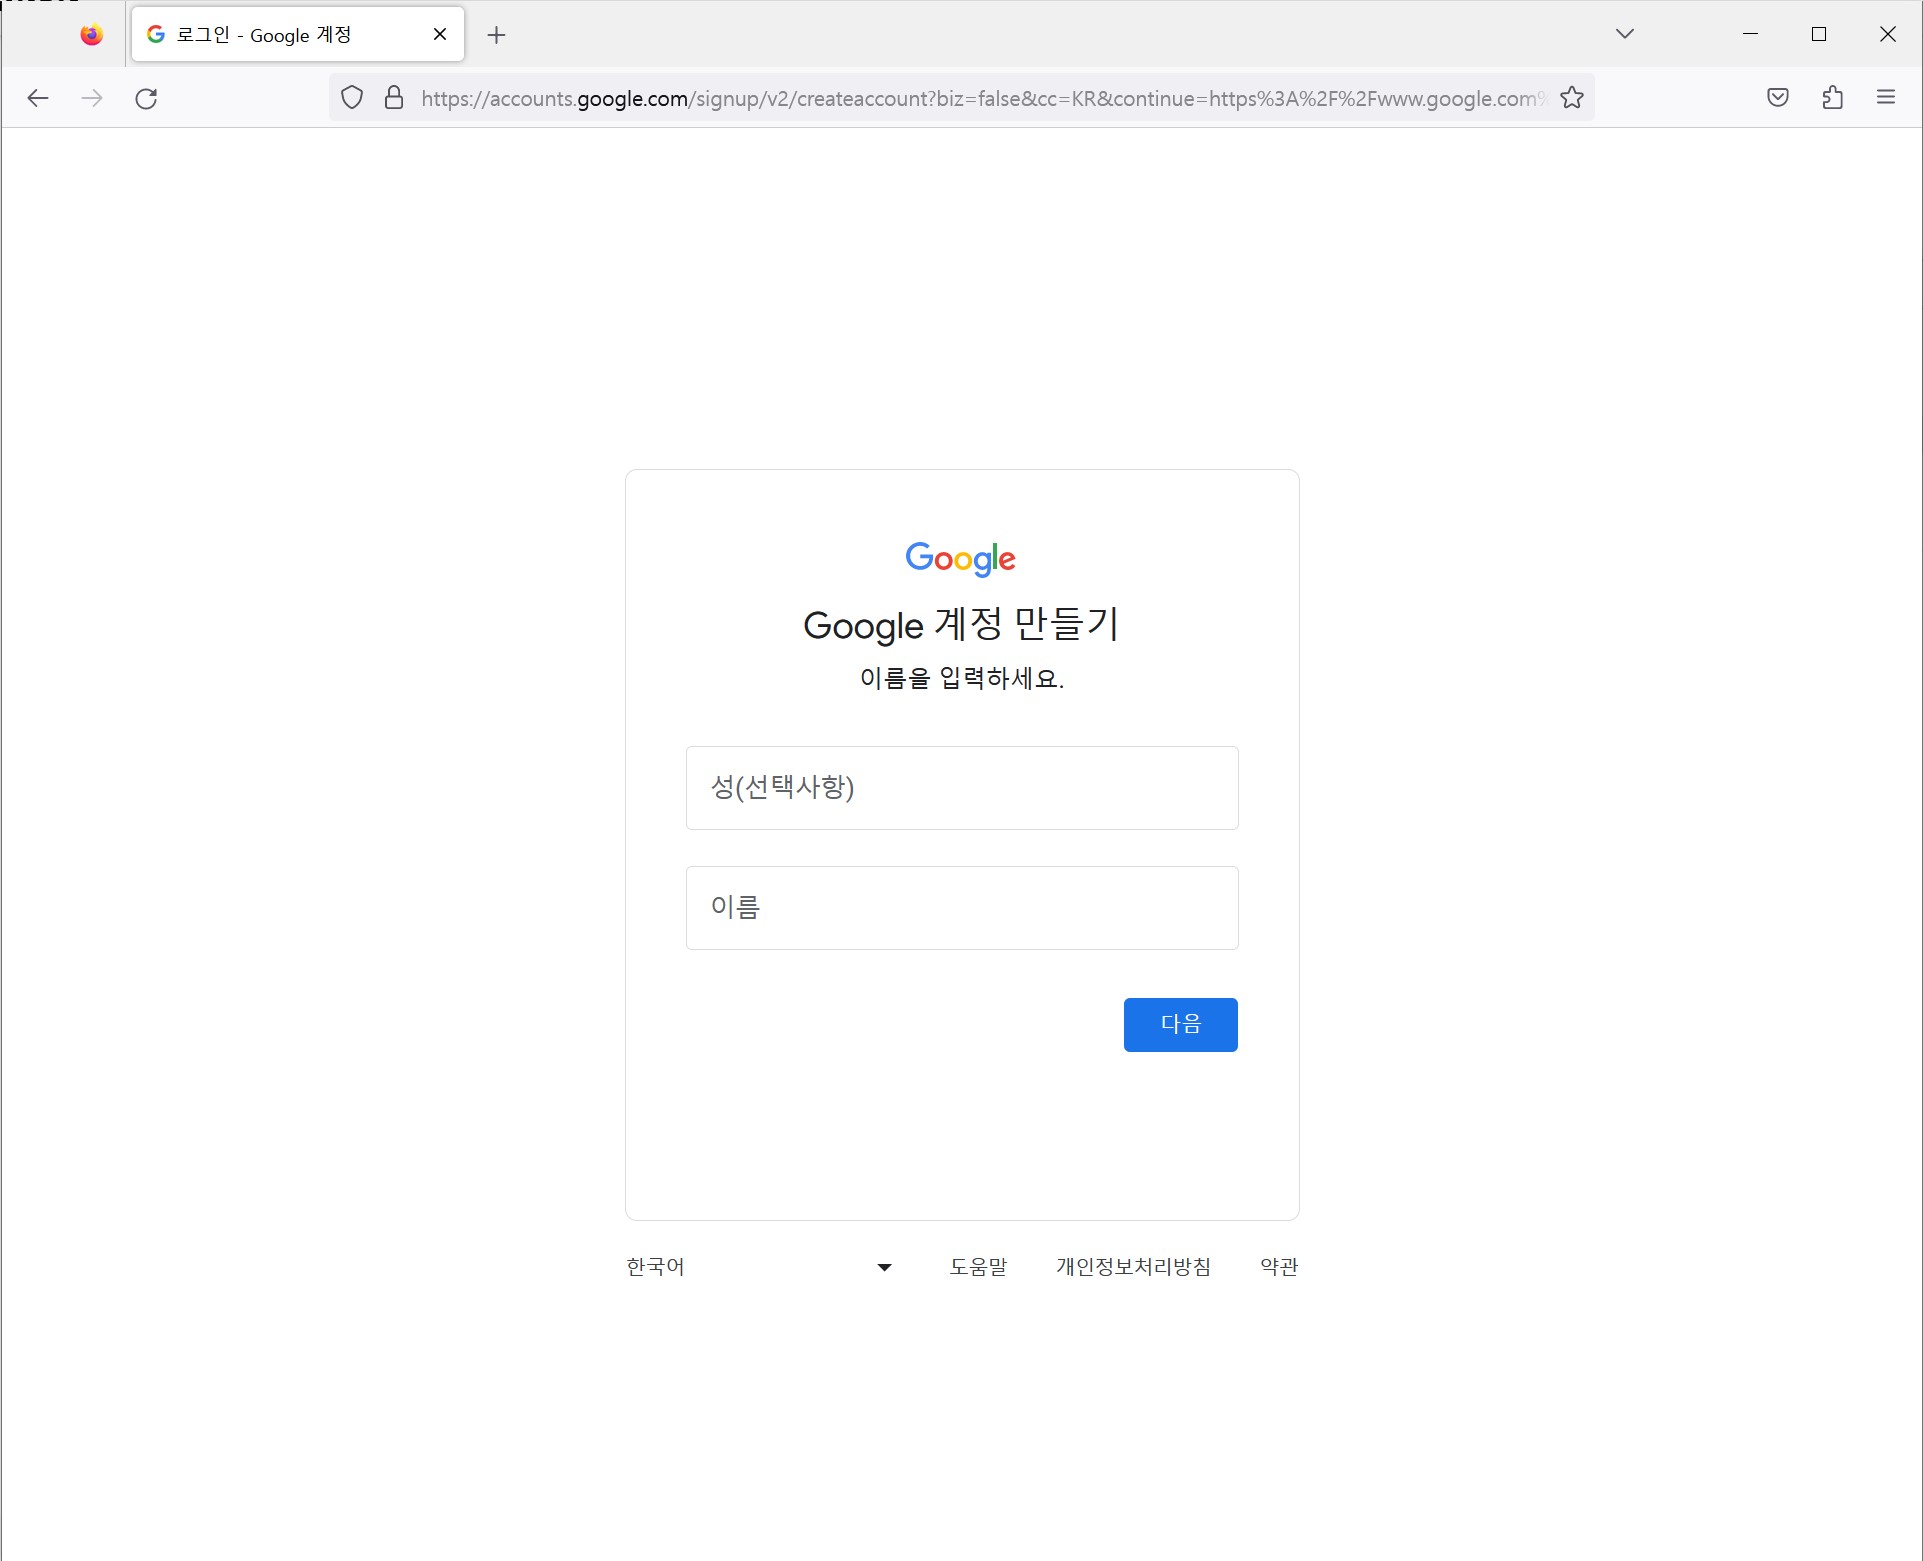 로그인 - Google 계정
https://accounts.google.com/signup/v2/createaccount?biz=false&cc=KR&continue=https%3A%2F%2Fwww.google.com%
Google
Google 계정 만들기
이름을 입력하세요.
성(선택사항)
이름
다음
한국어 도움말 개인정보처리방침 약관